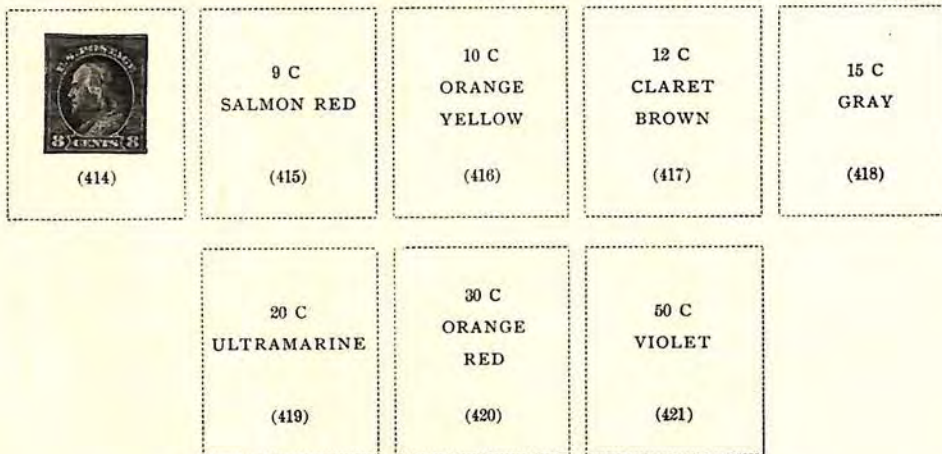 U.S. POSTAGE
8 CENTS 8
(414)
9 C
SALMON RED
(415)
10 C
ORANGE
YELLOW
(416)
12 C
CLARET
BROWN
(417)
15 C
GRAY
(418)
20 C
ULTRAMARINE
(419)
30 C
ORANGE
RED
(420)
50 C
VIOLET
(421)